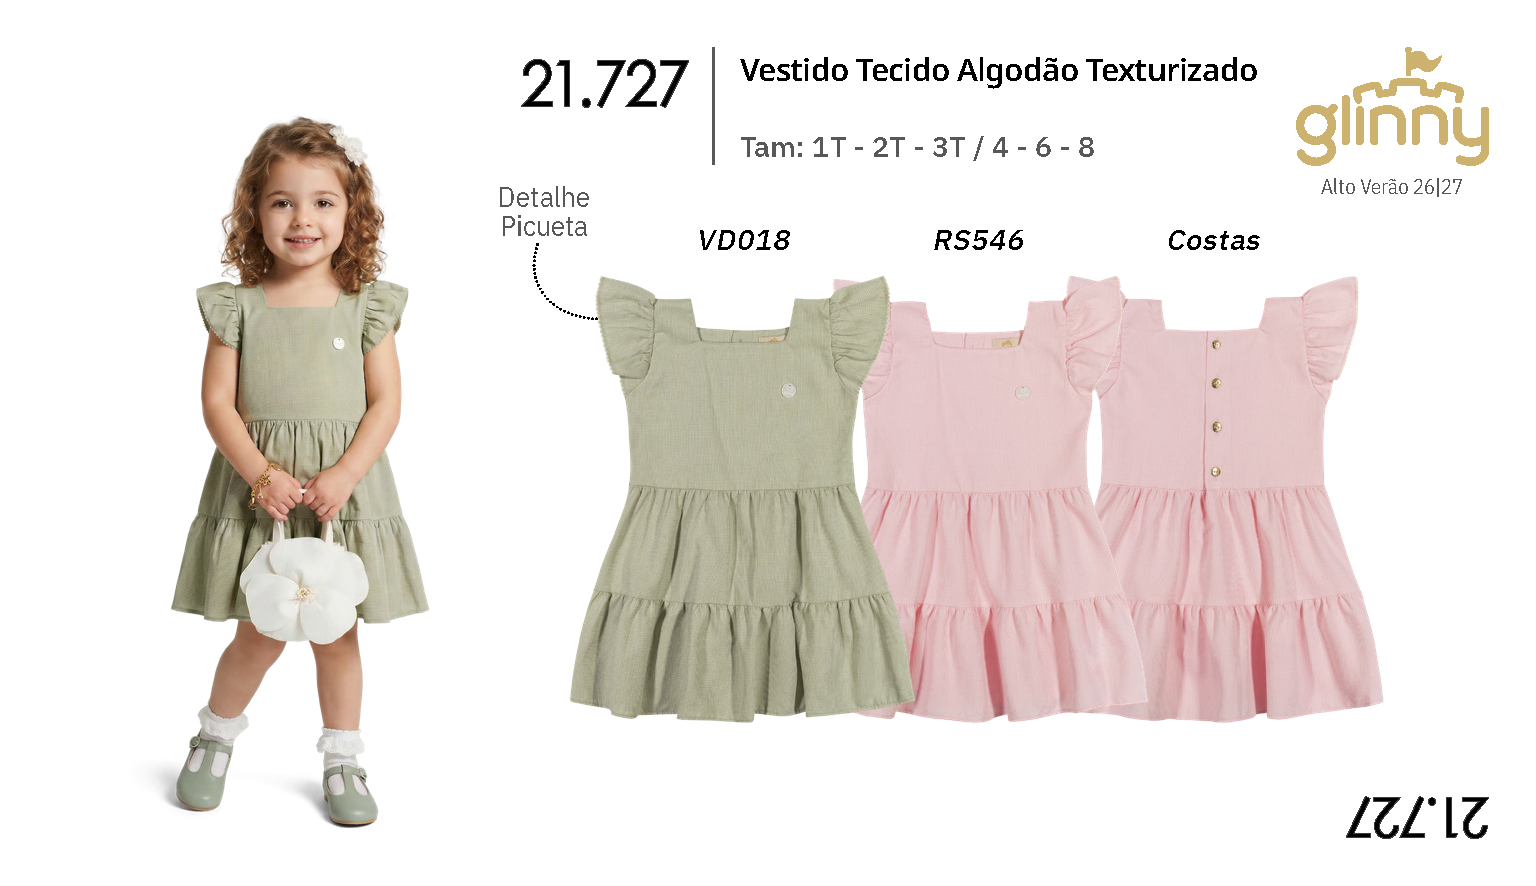 21.727
Vestido Tecido Algodão Texturizado
Tam: 1T - 2T - 3T / 4 - 6 - 8
glinny
Alto Verão 26|27
Detalhe
Picueta
VD018
RS546
Costas
21.727